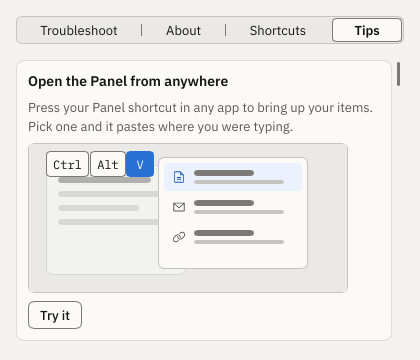 Troubleshoot | About | Shortcuts Tips
Open the Panel from anywhere
Press your Panel shortcut in any app to bring up your items.
Pick one and it pastes where you were typing.
Ctrl Alt V
Try it